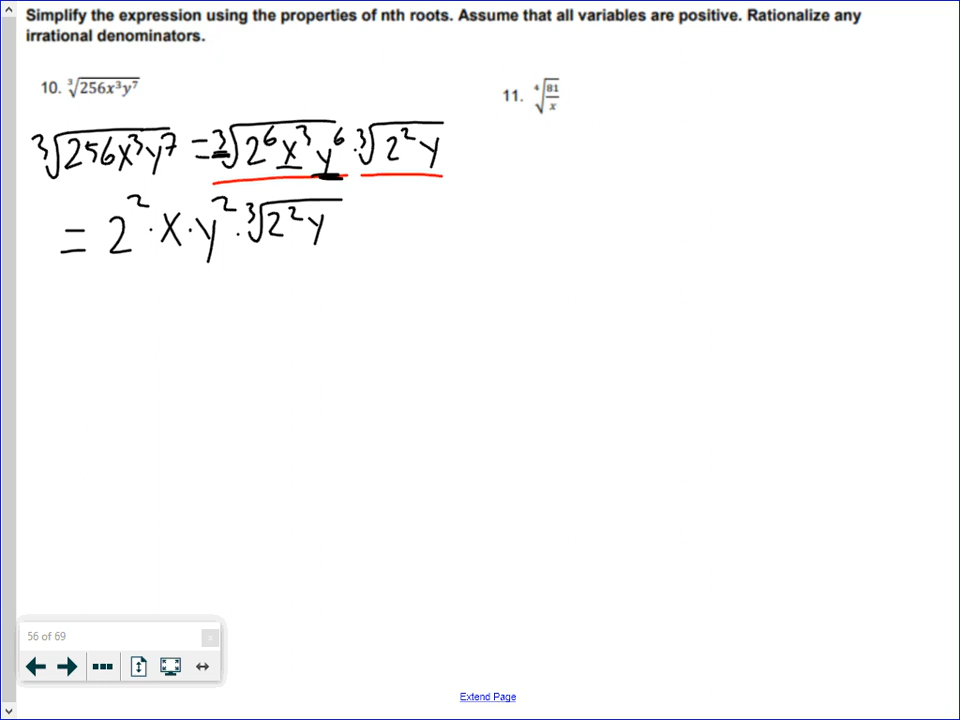 Simplify the expression using the properties of nth roots. Assume that all variables are positive. Rationalize any
irrational denominators.
10. ∛(256x³y⁷)
11. ∜(81/x)
∛(256x³y⁷) = ∛(2⁶x³y⁶) · ∛(2²y)
= 2² · x · y² · ∛(2²y)
56 of 69
Extend Page